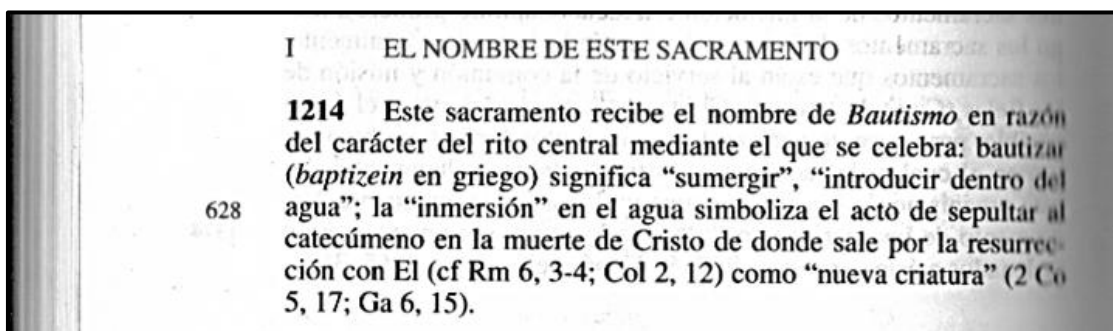 I EL NOMBRE DE ESTE SACRAMENTO
1214 Este sacramento recibe el nombre de Bautismo en razón
del carácter del rito central mediante el que se celebra: bautizar
(baptizein en griego) significa “sumergir”, “introducir dentro del
628 agua”; la “inmersión” en el agua simboliza el acto de sepultar al
catecúmeno en la muerte de Cristo de donde sale por la resurrec-
ción con El (cf Rm 6, 3-4; Col 2, 12) como “nueva criatura” (2 Co
5, 17; Ga 6, 15).